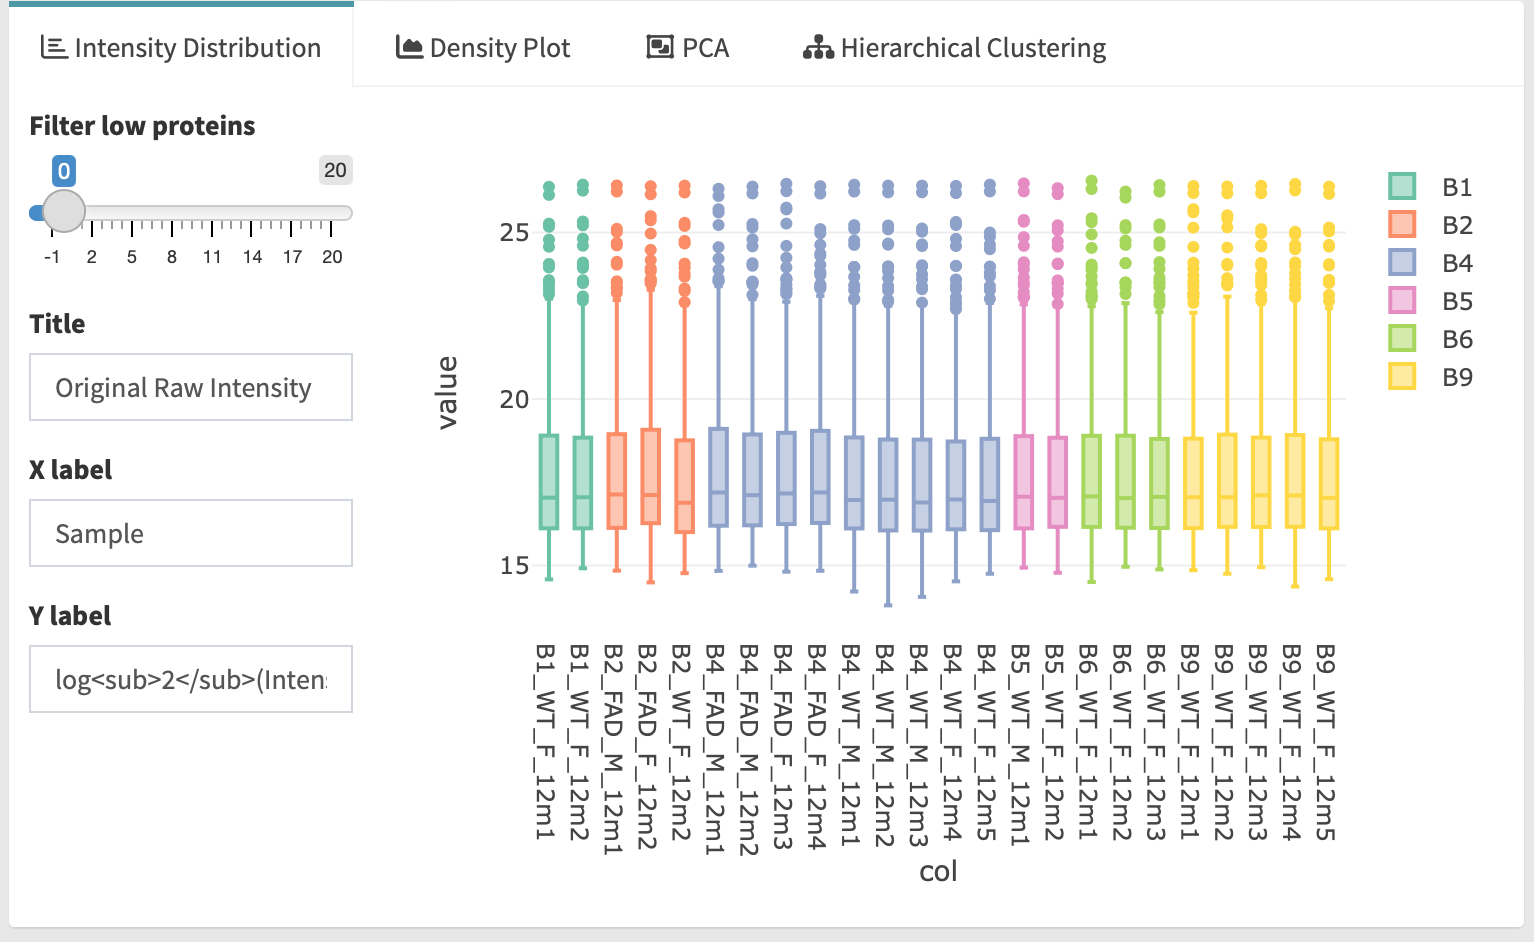 Intensity Distribution
Density Plot
PCA
Hierarchical Clustering
Filter low proteins
0
20
-1 2 5 8 11 14 17 20
Title
Original Raw Intensity
X label
Sample
Y label
log<sub>2</sub>(Inten
value
25
20
15
B1_WT_F_12m1
B1_WT_F_12m2
B2_FAD_M_12m1
B2_FAD_F_12m2
B2_WT_F_12m2
B4_FAD_M_12m1
B4_FAD_M_12m2
B4_FAD_F_12m3
B4_FAD_F_12m4
B4_WT_M_12m1
B4_WT_M_12m2
B4_WT_M_12m3
B4_WT_F_12m4
B4_WT_F_12m5
B5_WT_M_12m1
B5_WT_F_12m2
B6_WT_F_12m1
B6_WT_F_12m2
B6_WT_F_12m3
B9_WT_F_12m1
B9_WT_F_12m2
B9_WT_F_12m3
B9_WT_F_12m4
B9_WT_F_12m5
col
B1
B2
B4
B5
B6
B9